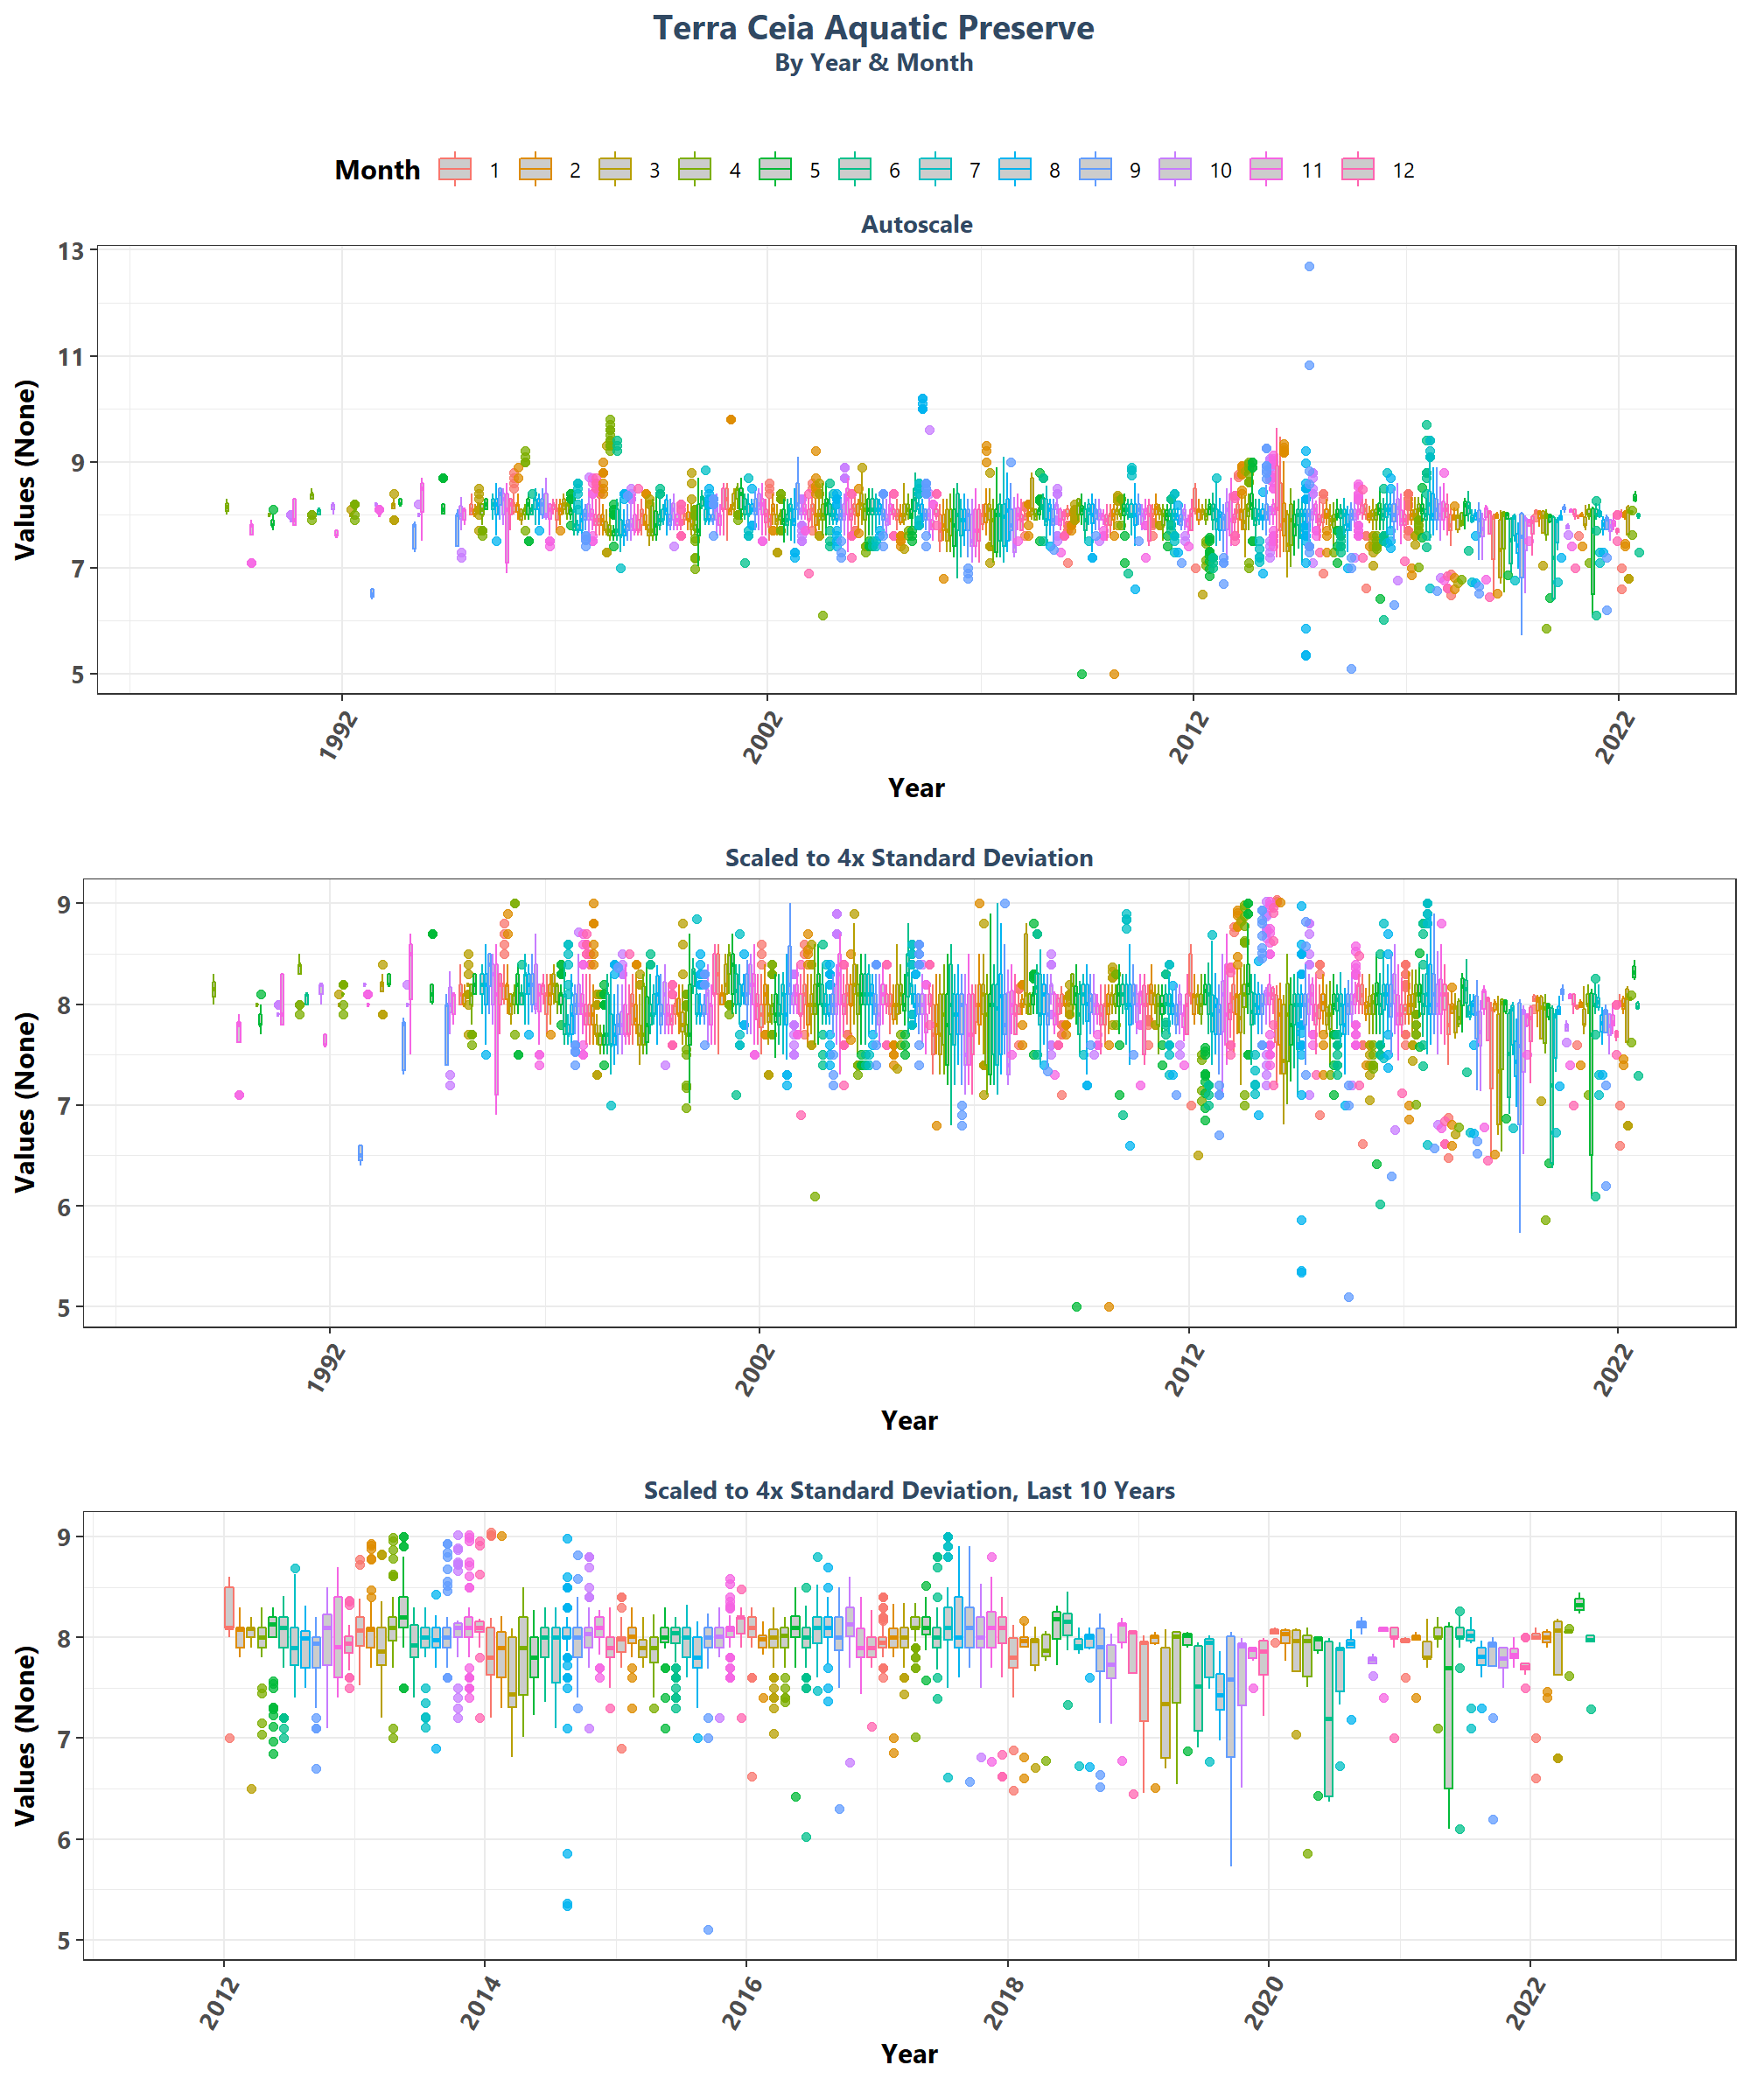 Terra Ceia Aquatic Preserve
By Year & Month
Month 1 2 3 4 5 6 7 8 9 10 11 12
Autoscale
13
11
9
7
5
Values (None)
1992 2002 2012 2022
Year
Scaled to 4x Standard Deviation
9
8
7
6
5
Values (None)
1992 2002 2012 2022
Year
Scaled to 4x Standard Deviation, Last 10 Years
9
8
7
6
5
Values (None)
2012 2014 2016 2018 2020 2022
Year